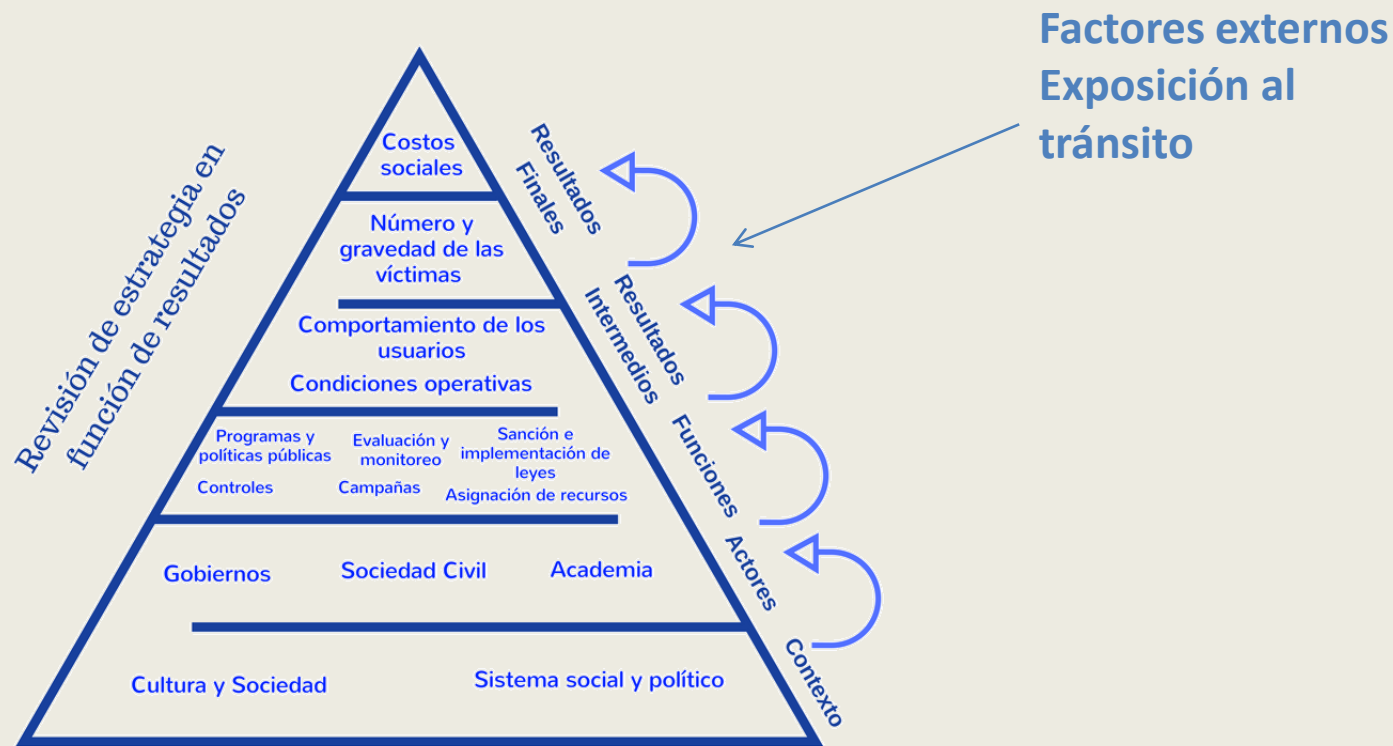 Factores externos
Exposición al
tránsito
Revisión de estrategia en
función de resultados
Costos
sociales
Resultados
Finales
Número y
gravedad de las
víctimas
Resultados
Intermedios
Comportamiento de los
usuarios
Condiciones operativas
Funciones
Programas y
políticas públicas
Evaluación y
monitoreo
Sanción e
implementación de
leyes
Controles
Campañas
Asignación de recursos
Actores
Gobiernos
Sociedad Civil
Academia
Contexto
Cultura y Sociedad
Sistema social y político